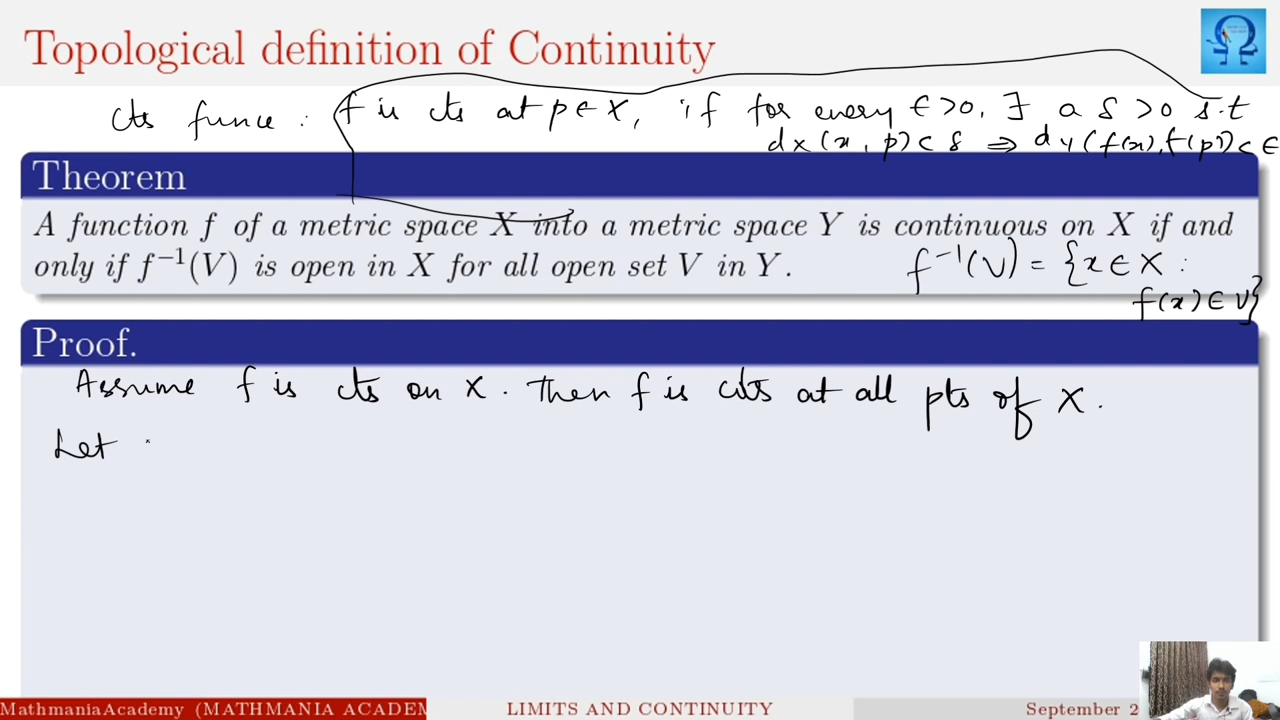 Topological definition of Continuity
cts func : f is cts at p ∈ X, if for every ϵ > 0, ∃ a δ > 0 s.t
dx(x, p) < δ ⇒ dy(f(x), f(p)) < ϵ
Theorem
A function f of a metric space X into a metric space Y is continuous on X if and
only if f⁻¹(V) is open in X for all open set V in Y.
f⁻¹(V) = {x ∈ X :
f(x) ∈ V}
Proof.
Assume f is cts on X. Then f is cts at all pts of X.
Let
MathmaniaAcademy (MATHMANIA ACADEM
LIMITS AND CONTINUITY
September 2